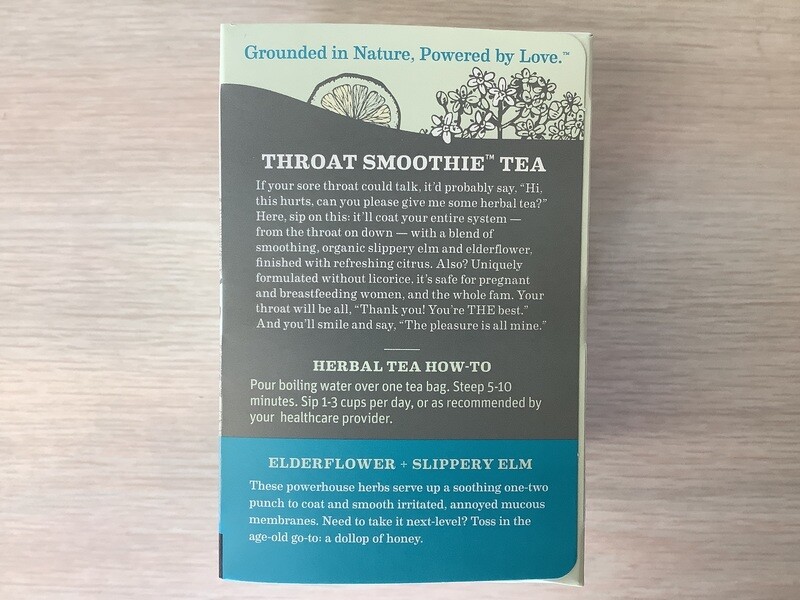 Grounded in Nature, Powered by Love.™
THROAT SMOOTHIE™ TEA
If your sore throat could talk, it'd probably say, "Hi,
this hurts, can you please give me some herbal tea?"
Here, sip on this: it'll coat your entire system —
from the throat on down — with a blend of
smoothing, organic slippery elm and elderflower,
finished with refreshing citrus. Also? Uniquely
formulated without licorice, it's safe for pregnant
and breastfeeding women, and the whole fam. Your
throat will be all, "Thank you! You're THE best."
And you'll smile and say, "The pleasure is all mine."
HERBAL TEA HOW-TO
Pour boiling water over one tea bag. Steep 5-10
minutes. Sip 1-3 cups per day, or as recommended by
your healthcare provider.
ELDERFLOWER + SLIPPERY ELM
These powerhouse herbs serve up a soothing one-two
punch to coat and smooth irritated, annoyed mucous
membranes. Need to take it next-level? Toss in the
age-old go-to: a dollop of honey.